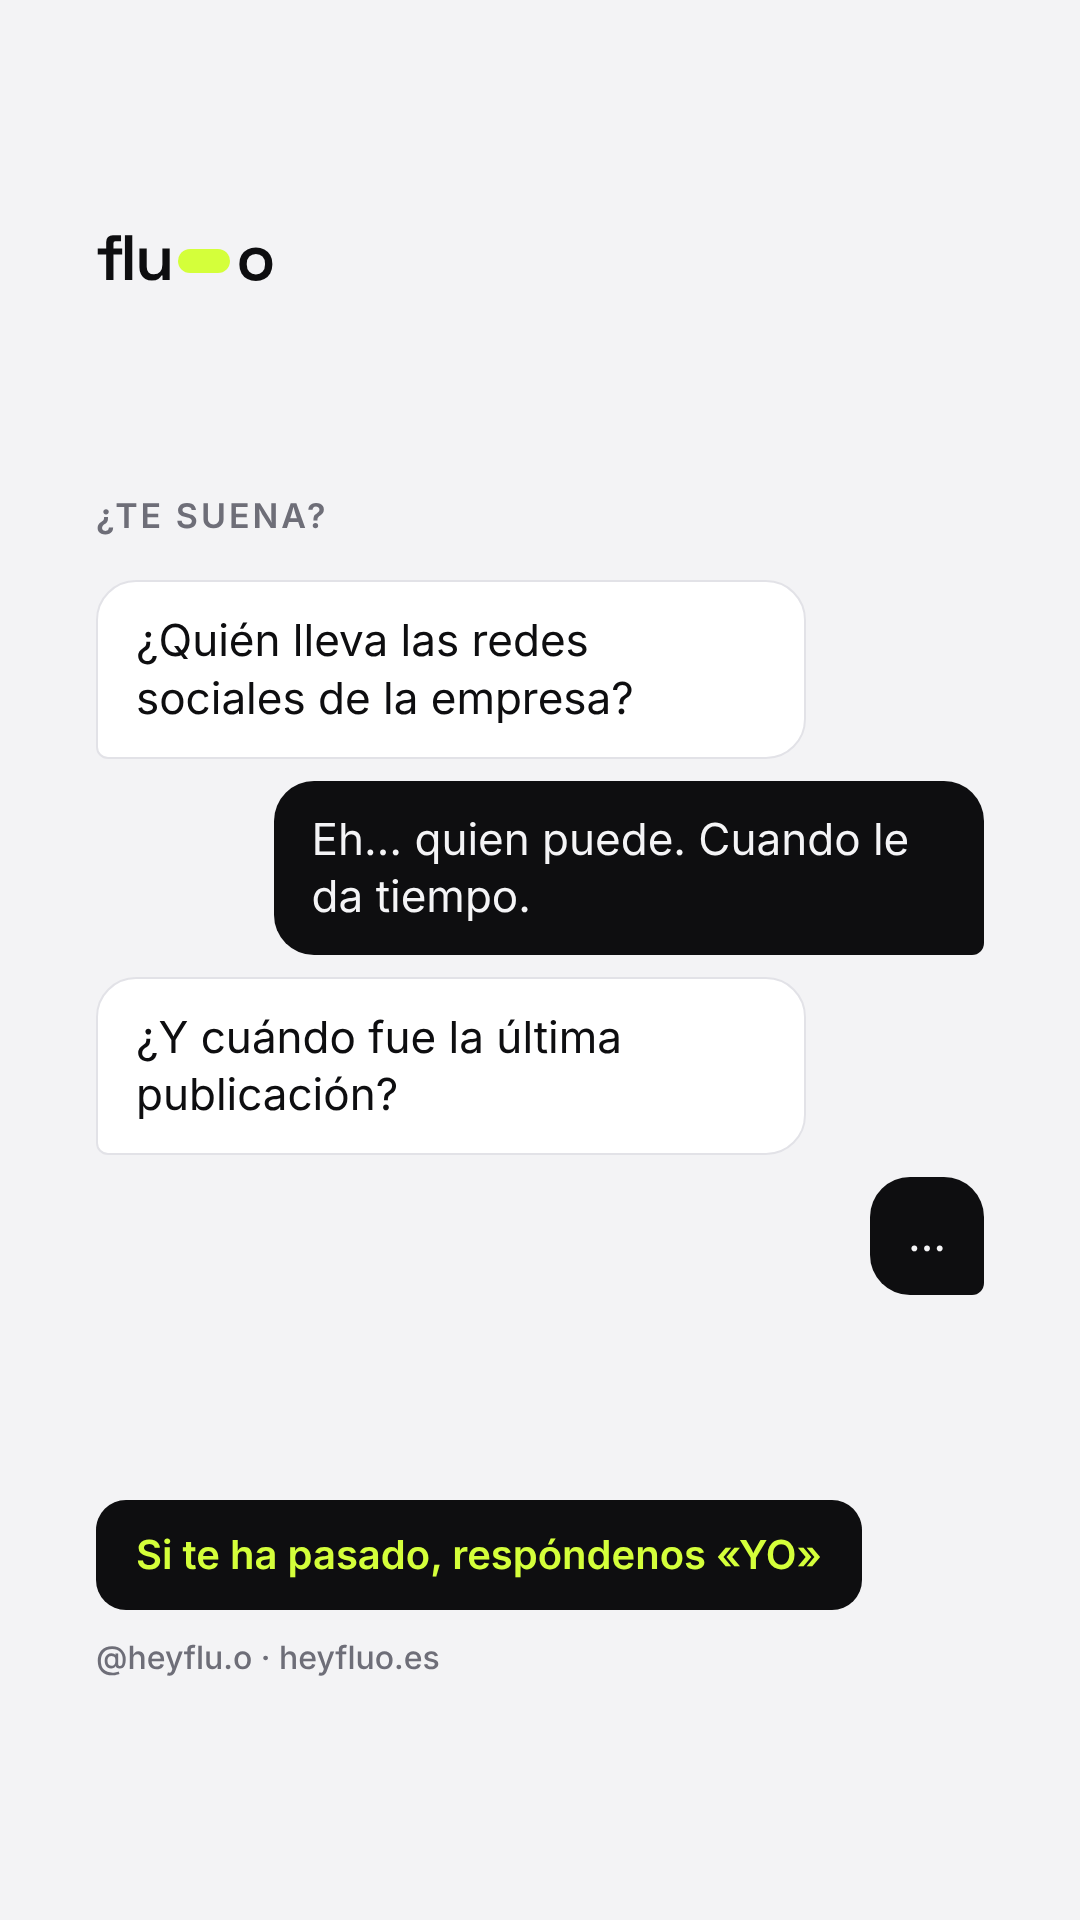 fluo
¿TE SUENA?
¿Quién lleva las redes
sociales de la empresa?
Eh... quien puede. Cuando le
da tiempo.
¿Y cuándo fue la última
publicación?
...
Si te ha pasado, respóndenos «YO»
@heyflu.o · heyfluo.es